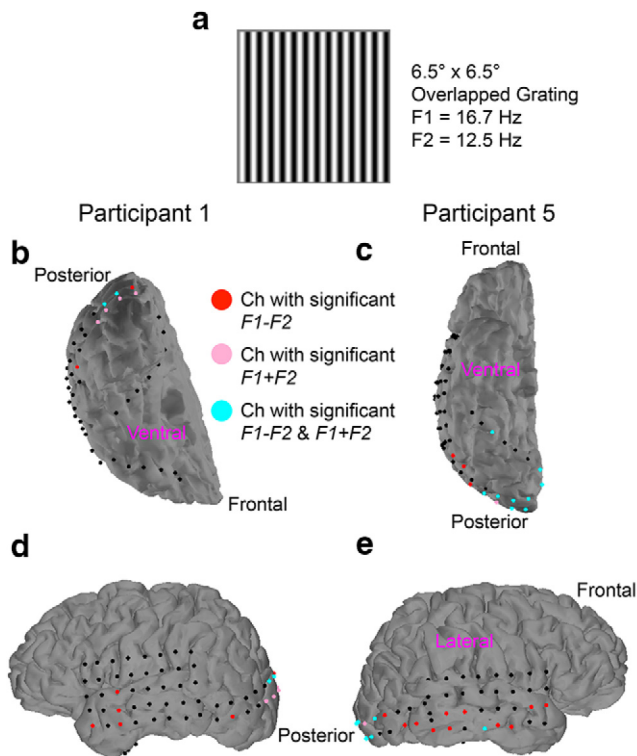 a
6.5° x 6.5°
Overlapped Grating
F1 = 16.7 Hz
F2 = 12.5 Hz
Participant 1
Participant 5
b
Posterior
Ventral
Frontal
Ch with significant
F1-F2
Ch with significant
F1+F2
Ch with significant
F1-F2 & F1+F2
c
Frontal
Ventral
Posterior
d
Posterior
e
Frontal
Lateral